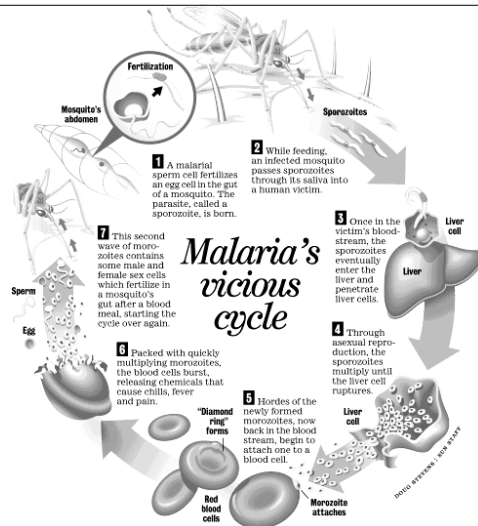 Fertilization
Mosquito's
abdomen
Sporozoites
1 A malarial
sperm cell fertilizes
an egg cell in the gut
of a mosquito. The
parasite, called a
sporozoite, is born.
2 While feeding,
an infected mosquito
passes sporozoites
through its saliva into
a human victim.
3 Once in the
victim's blood-
stream, the
sporozoites
eventually
enter the
liver and
penetrate
liver cells.
Liver
cell
Liver
7 This second
wave of moro-
zoites contains
some male and
female sex cells
which fertilize in
a mosquito's
gut after a blood
meal, starting the
cycle over again.
Malaria's
vicious
cycle
Sperm
Egg
4 Through
asexual repro-
duction, the
sporozoites
multiply until
the liver cell
ruptures.
6 Packed with quickly
multiplying morozoites,
the blood cells burst,
releasing chemicals that
cause chills, fever
and pain.
5 Hordes of the
newly formed
morozoites, now
back in the blood
stream, begin to
attach one to a
blood cell.
Liver
cell
"Diamond
ring"
forms
Red
blood
cells
Morozoite
attaches
DOUG STEVENS : SUN STAFF